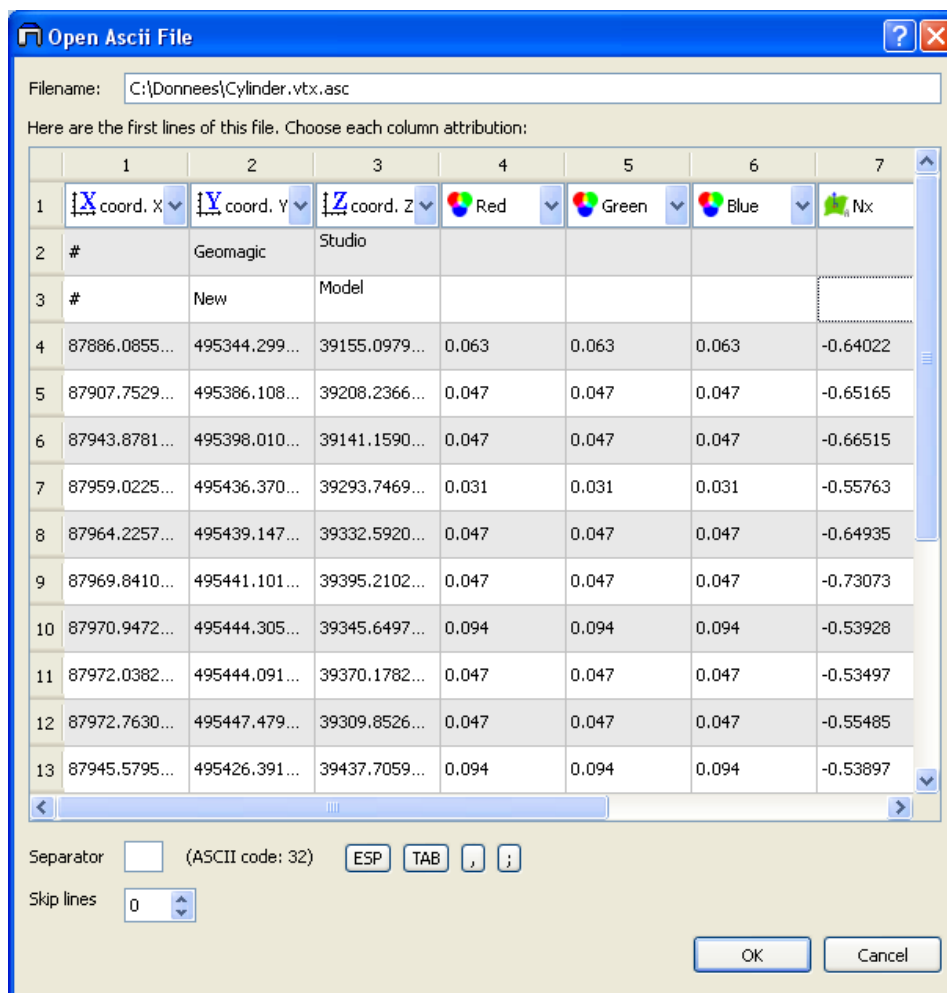 Open Ascii File
Filename: C:\Donnees\Cylinder.vtx.asc
Here are the first lines of this file. Choose each column attribution:
1 2 3 4 5 6 7
1 X coord. X Y coord. Y Z coord. Z Red Green Blue Nx
2 # Geomagic Studio
3 # New Model
4 87886.0855... 495344.299... 39155.0979... 0.063 0.063 0.063 -0.64022
5 87907.7529... 495386.108... 39208.2366... 0.047 0.047 0.047 -0.65165
6 87943.8781... 495398.010... 39141.1590... 0.047 0.047 0.047 -0.66515
7 87959.0225... 495436.370... 39293.7469... 0.031 0.031 0.031 -0.55763
8 87964.2257... 495439.147... 39332.5920... 0.047 0.047 0.047 -0.64935
9 87969.8410... 495441.101... 39395.2102... 0.047 0.047 0.047 -0.73073
10 87970.9472... 495444.305... 39345.6497... 0.094 0.094 0.094 -0.53928
11 87972.0382... 495444.091... 39370.1782... 0.047 0.047 0.047 -0.53497
12 87972.7630... 495447.479... 39309.8526... 0.047 0.047 0.047 -0.55485
13 87945.5795... 495426.391... 39437.7059... 0.094 0.094 0.094 -0.53897
Separator (ASCII code: 32) ESP TAB , ;
Skip lines 0
OK Cancel